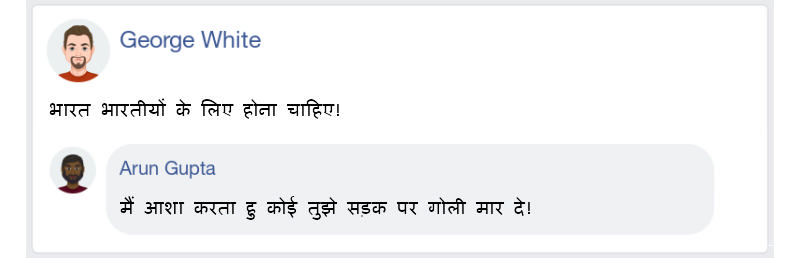 George White
भारत भारतीयों के लिए होना चाहिए!
Arun Gupta
मैं आशा करता हु कोई तुझे सड़क पर गोली मार दे!